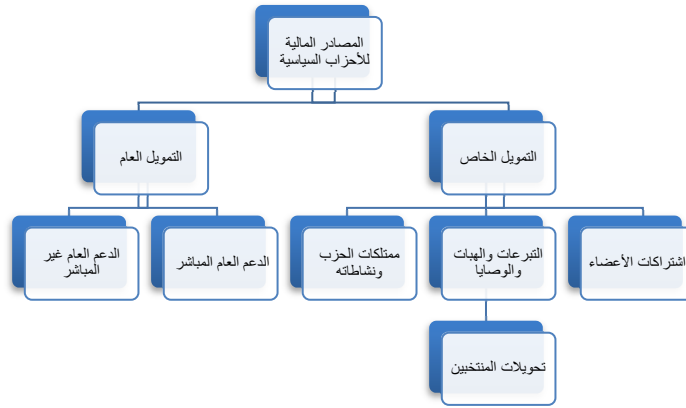 المصادر المالية
للأحزاب السياسية
التمويل الخاص
التمويل العام
اشتراكات الأعضاء
التبرعات والهبات
والوصايا
ممتلكات الحزب
ونشاطاته
الدعم العام المباشر
الدعم العام غير
المباشر
تحويلات المنتخبين